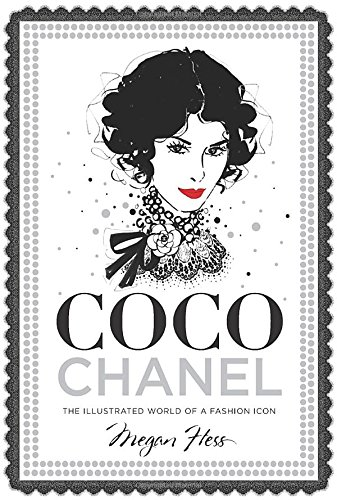 COCO
CHANEL
THE ILLUSTRATED WORLD OF A FASHION ICON
Megan Hess